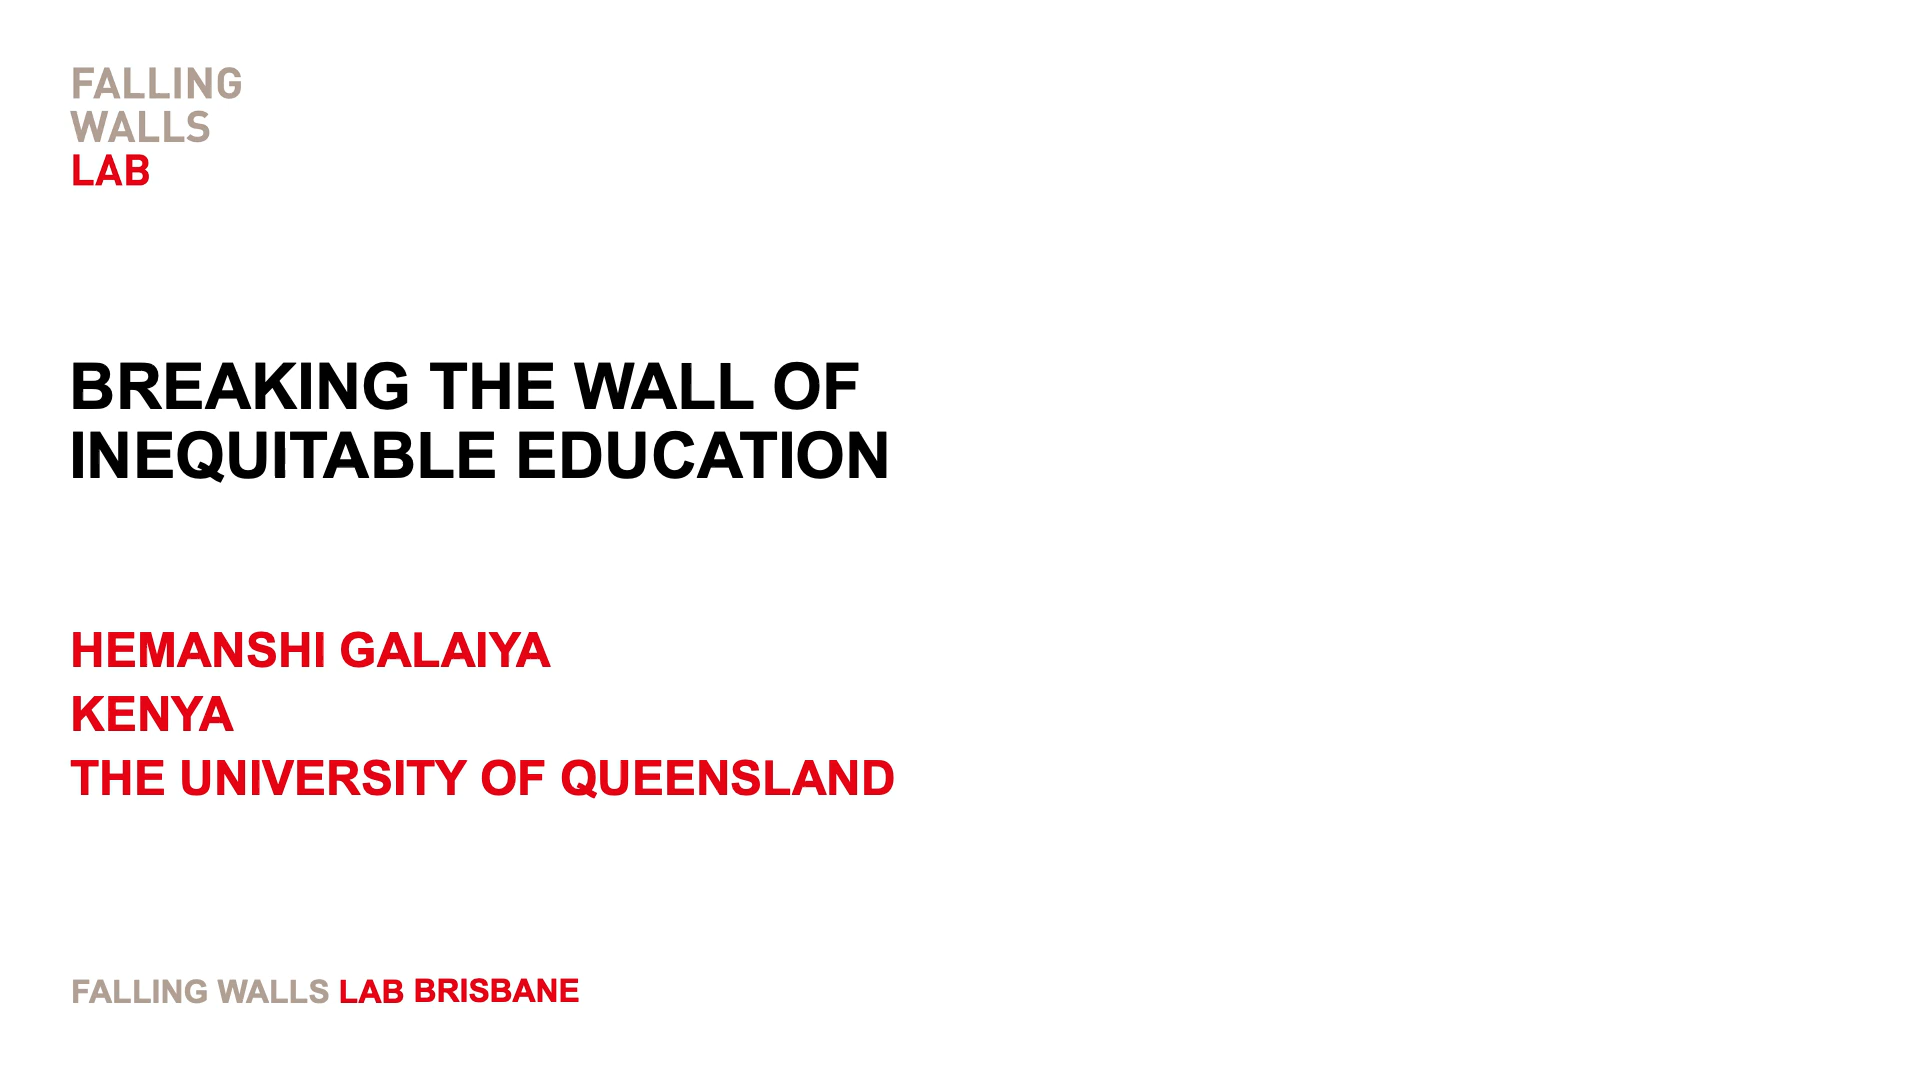 FALLING
WALLS
LAB
BREAKING THE WALL OF
INEQUITABLE EDUCATION
HEMANSHI GALAIYA
KENYA
THE UNIVERSITY OF QUEENSLAND
FALLING WALLS LAB BRISBANE